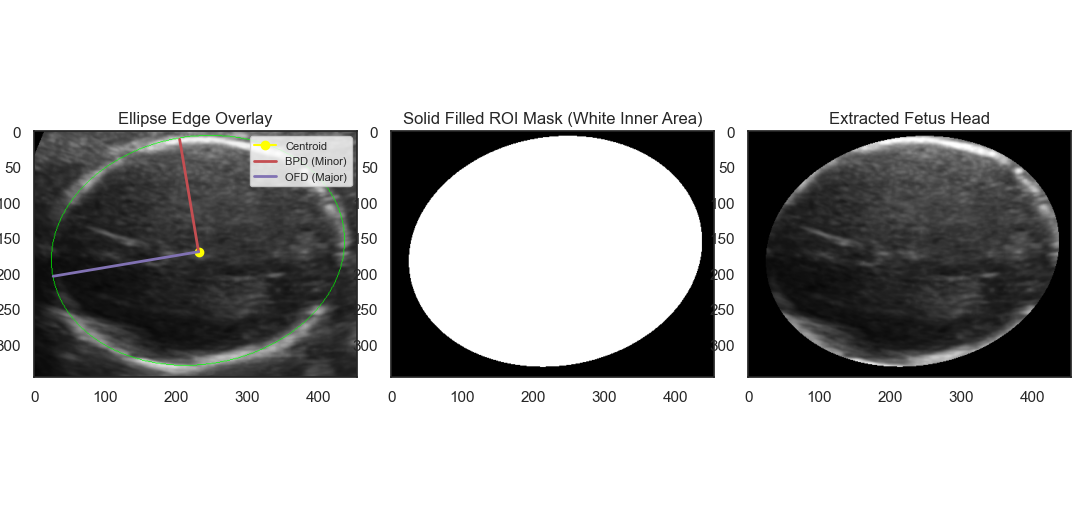 Ellipse Edge Overlay
Solid Filled ROI Mask (White Inner Area)
Extracted Fetus Head
Centroid
BPD (Minor)
OFD (Major)
0
50
100
150
200
250
300
0 100 200 300 400
0
50
100
150
200
250
300
0 100 200 300 400
0
50
100
150
200
250
300
0 100 200 300 400